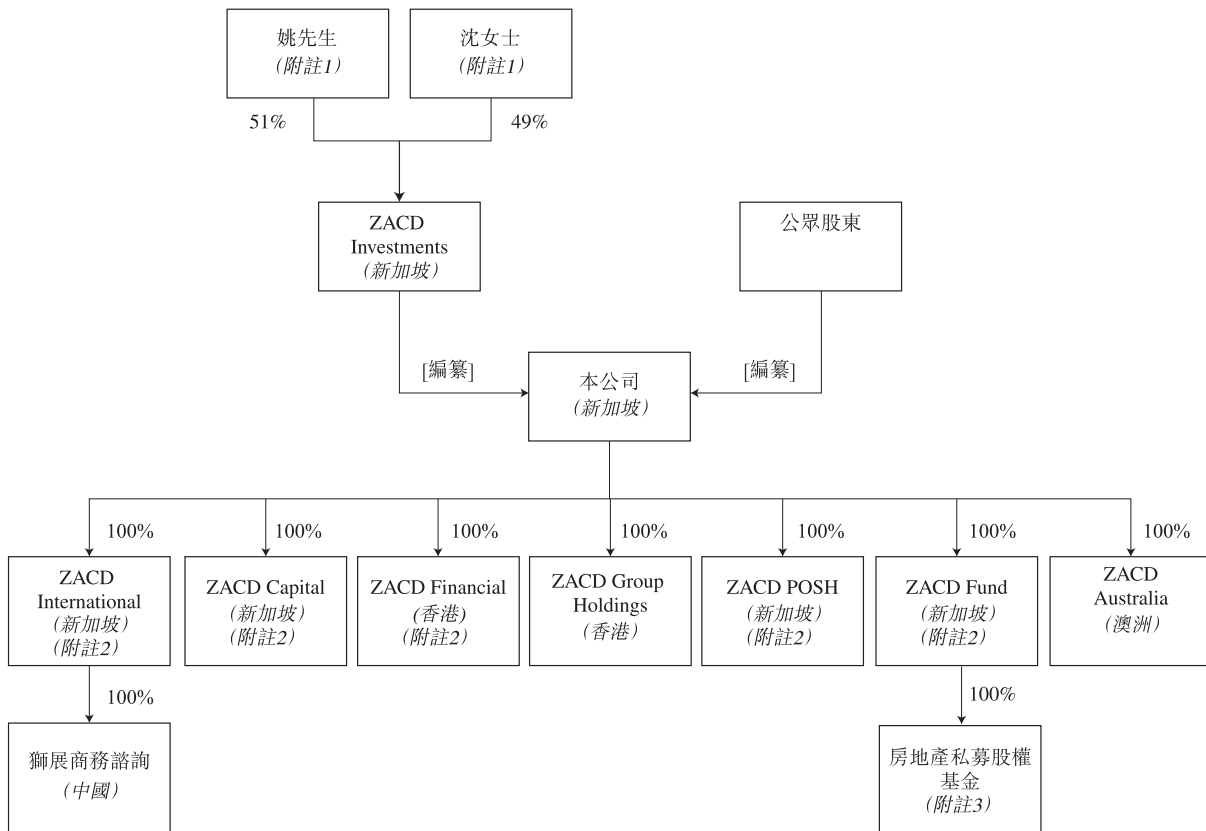 姚先生
(附註1)
沈女士
(附註1)
51%
49%
ZACD
Investments
(新加坡)
公眾股東
[編纂]
[編纂]
本公司
(新加坡)
100%
100%
100%
100%
100%
100%
100%
ZACD
International
(新加坡)
(附註2)
ZACD Capital
(新加坡)
(附註2)
ZACD Financial
(香港)
(附註2)
ZACD Group
Holdings
(香港)
ZACD POSH
(新加坡)
(附註2)
ZACD Fund
(新加坡)
(附註2)
ZACD
Australia
(澳洲)
100%
100%
獅展商務諮詢
(中國)
房地產私募股權
基金
(附註3)